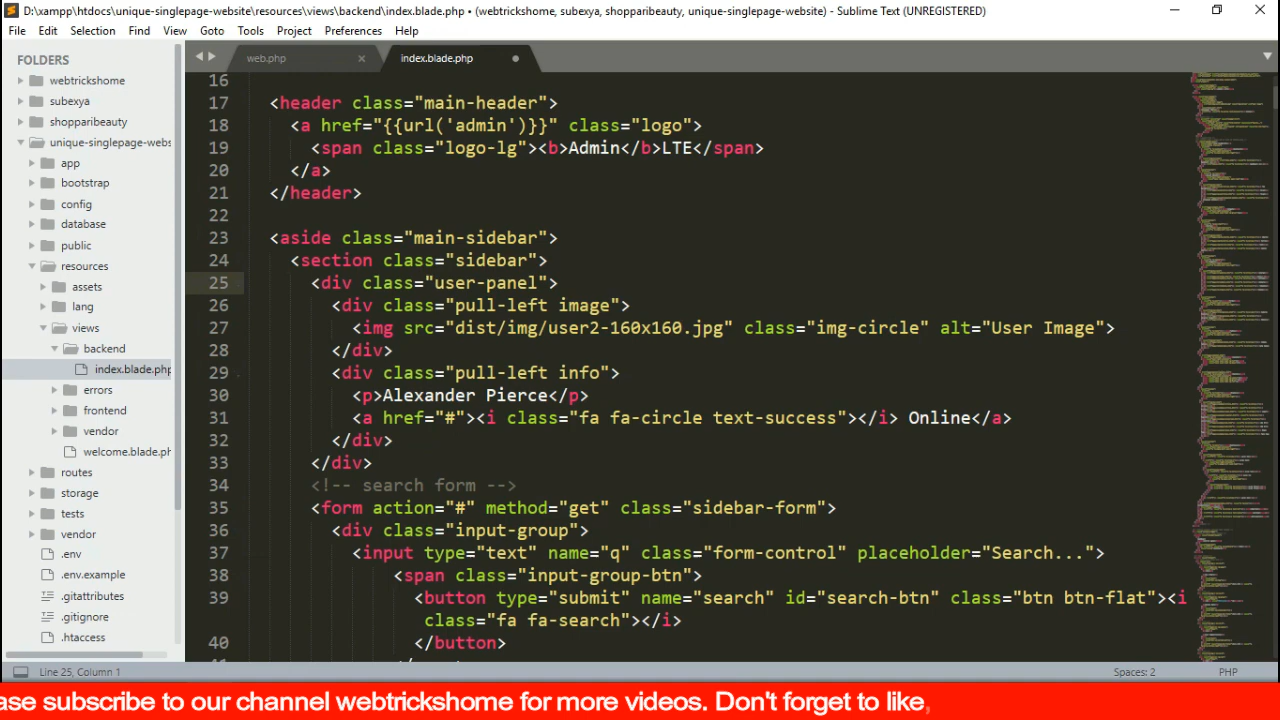 D:\xampp\htdocs\unique-singlepage-website\resources\views\backend\index.blade.php • (webtrickshome, subexya, shopparibeauty, unique-singlepage-website) - Sublime Text (UNREGISTERED)
File Edit Selection Find View Goto Tools Project Preferences Help
FOLDERS
webtrickshome
subexya
shopparibeauty
unique-singlepage-webs
app
bootstrap
config
database
public
resources
assets
lang
views
backend
index.blade.php
errors
frontend
vendor
welcome.blade.ph
routes
storage
tests
vendor
.env
.env.example
.gitattributes
.gitignore
.htaccess
web.php × index.blade.php
16
17 <header class="main-header">
18 <a href="{{url('admin')}}" class="logo">
19 <span class="logo-lg"><b>Admin</b>LTE</span>
20 </a>
21 </header>
22
23 <aside class="main-sidebar">
24 <section class="sidebar">
25 <div class="user-panel">
26 <div class="pull-left image">
27 <img src="dist/img/user2-160x160.jpg" class="img-circle" alt="User Image">
28 </div>
29 <div class="pull-left info">
30 <p>Alexander Pierce</p>
31 <a href="#"><i class="fa fa-circle text-success"></i> Online</a>
32 </div>
33 </div>
34 <!-- search form -->
35 <form action="#" method="get" class="sidebar-form">
36 <div class="input-group">
37 <input type="text" name="q" class="form-control" placeholder="Search...">
38 <span class="input-group-btn">
39 <button type="submit" name="search" id="search-btn" class="btn btn-flat"><i
class="fa fa-search"></i>
40 </button>
Line 25, Column 1 Spaces: 2 PHP
ase subscribe to our channel webtrickshome for more videos. Don't forget to like,